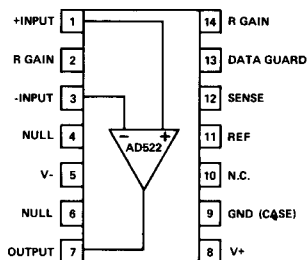 +INPUT 1 14 R GAIN
R GAIN 2 13 DATA GUARD
-INPUT 3 12 SENSE
− +
NULL 4 11 REF
AD522
V- 5 10 N.C.
NULL 6 9 GND (CASE)
OUTPUT 7 8 V+